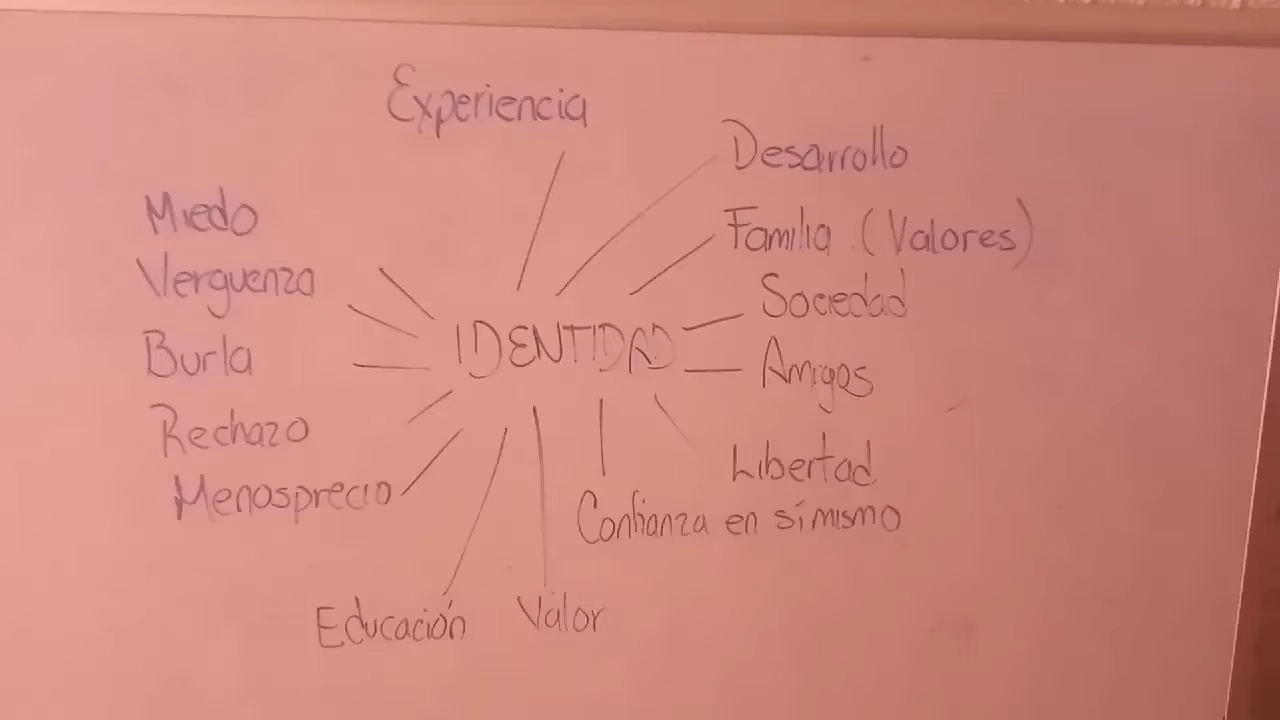 Experiencia
Desarrollo
Miedo
Familia (Valores)
Verguenza
Sociedad
IDENTIDAD
Burla
Amigos
Rechazo
Libertad
Menosprecio
Confianza en sí mismo
Educación
Valor